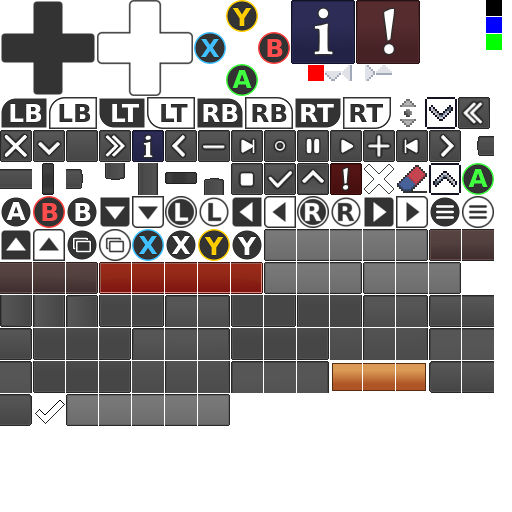 Y
X B
A
i !
LB LB LT LT RB RB RT RT
i
! A
A B B L L R R
X X Y Y